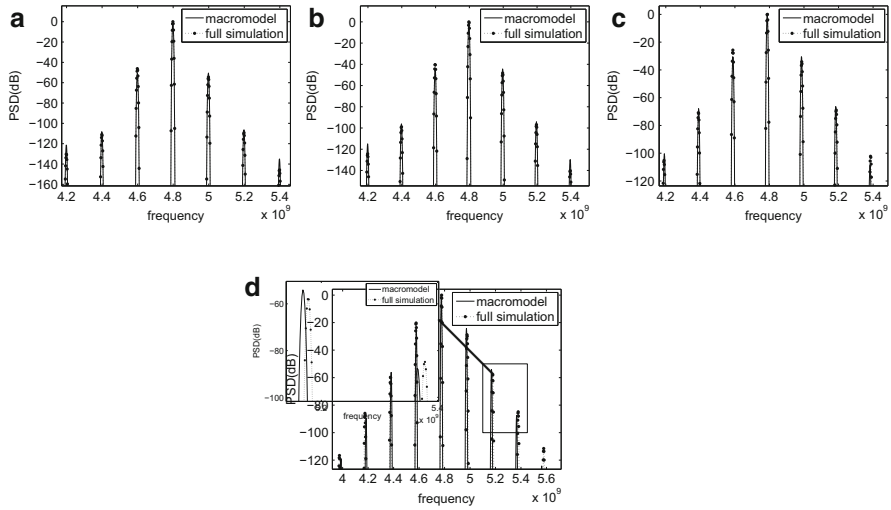 a
macromodel
full simulation
PSD(dB)
0
−20
−40
−60
−80
−100
−120
−140
−160
4.2 4.4 4.6 4.8 5 5.2 5.4
frequency
x 10^9
b
macromodel
full simulation
PSD(dB)
0
−20
−40
−60
−80
−100
−120
−140
4.2 4.4 4.6 4.8 5 5.2 5.4
frequency
x 10^9
c
macromodel
full simulation
PSD(dB)
0
−20
−40
−60
−80
−100
−120
4.2 4.4 4.6 4.8 5 5.2 5.4
frequency
x 10^9
d
macromodel
full simulation
PSD(dB)
−60
−80
−100
5.4
frequency
x 10^9
macromodel
full simulation
PSD(dB)
0
−20
−40
−60
−80
−100
−120
4 4.2 4.4 4.6 4.8 5 5.2 5.4 5.6
frequency
x 10^9